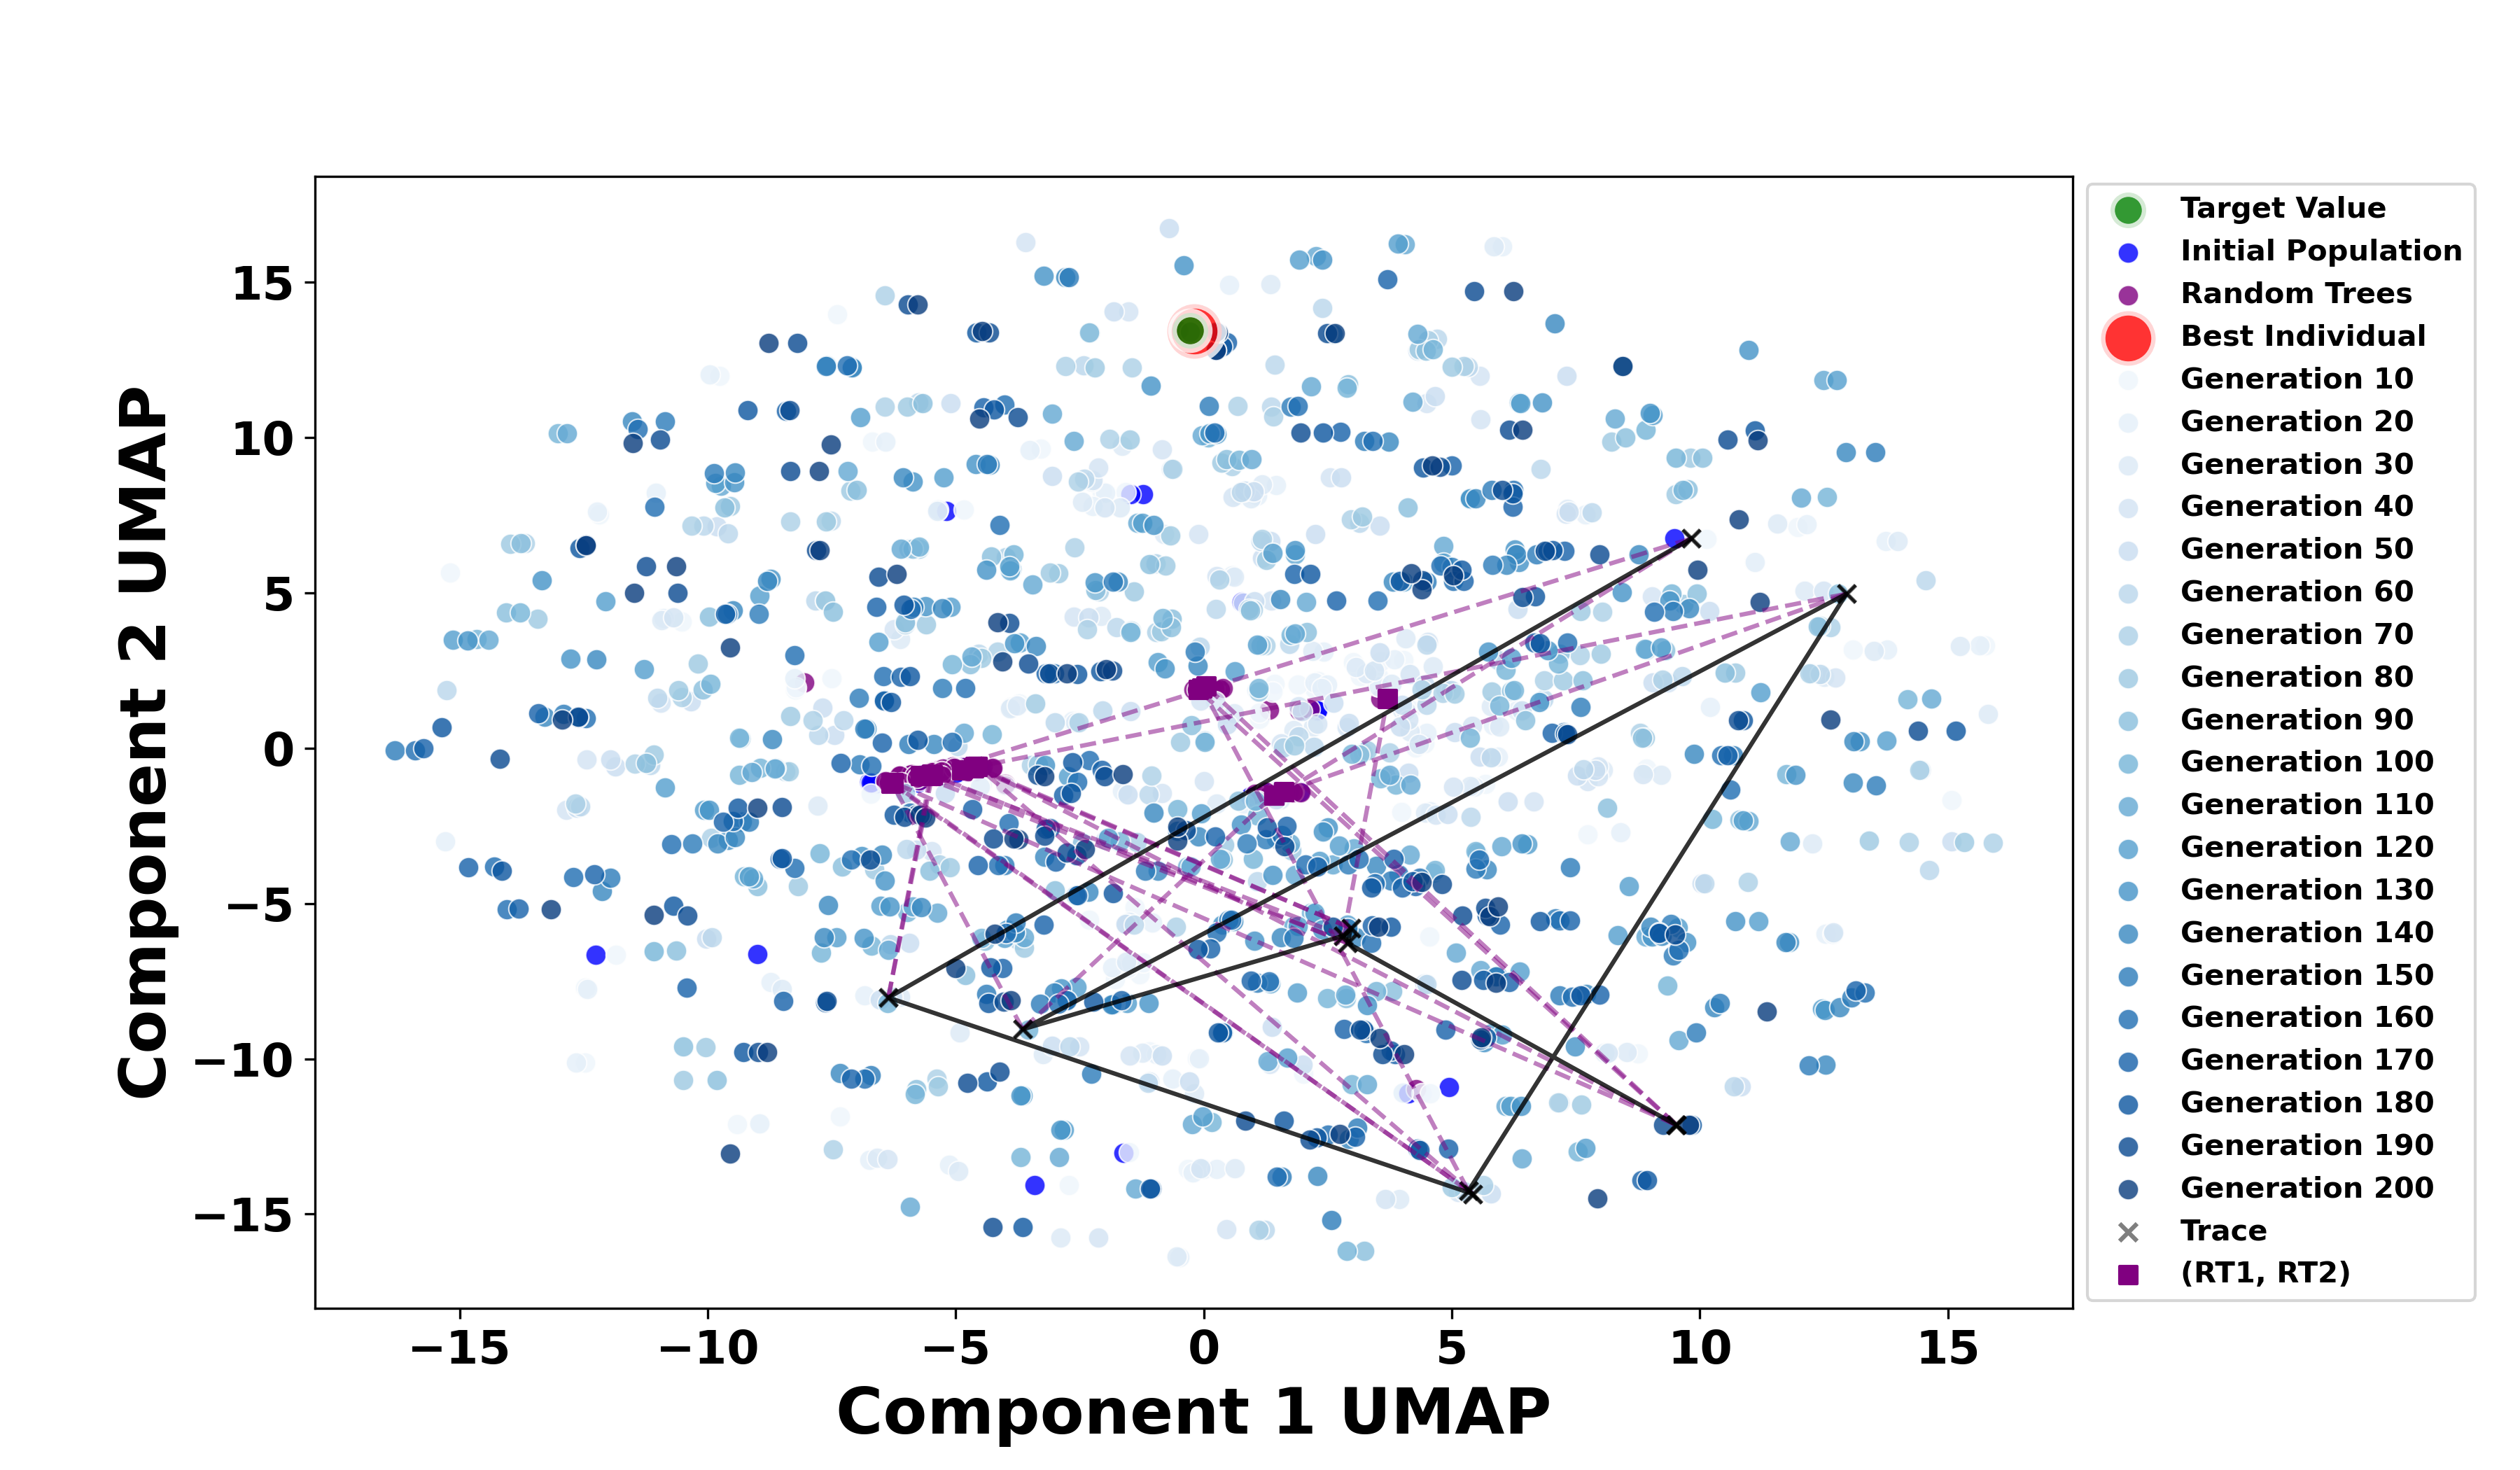 15
10
5
0
−5
−10
−15
Component 2 UMAP
−15
−10
−5
0
5
10
15
Component 1 UMAP
Target Value
Initial Population
Random Trees
Best Individual
Generation 10
Generation 20
Generation 30
Generation 40
Generation 50
Generation 60
Generation 70
Generation 80
Generation 90
Generation 100
Generation 110
Generation 120
Generation 130
Generation 140
Generation 150
Generation 160
Generation 170
Generation 180
Generation 190
Generation 200
Trace
(RT1, RT2)